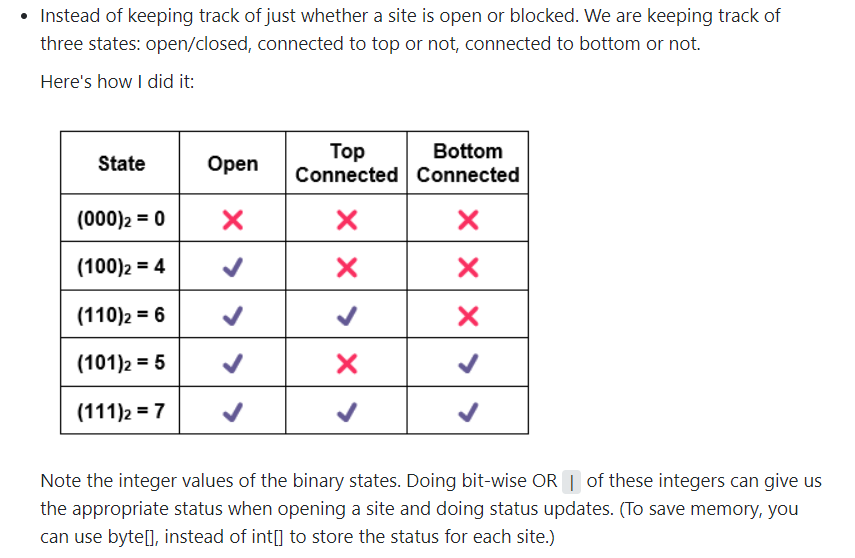 • Instead of keeping track of just whether a site is open or blocked. We are keeping track of
three states: open/closed, connected to top or not, connected to bottom or not.
Here's how I did it:
State Open Top Connected Bottom Connected
(000)₂ = 0 ❌ ❌ ❌
(100)₂ = 4 ✓ ❌ ❌
(110)₂ = 6 ✓ ✓ ❌
(101)₂ = 5 ✓ ❌ ✓
(111)₂ = 7 ✓ ✓ ✓
Note the integer values of the binary states. Doing bit-wise OR | of these integers can give us
the appropriate status when opening a site and doing status updates. (To save memory, you
can use byte[], instead of int[] to store the status for each site.)